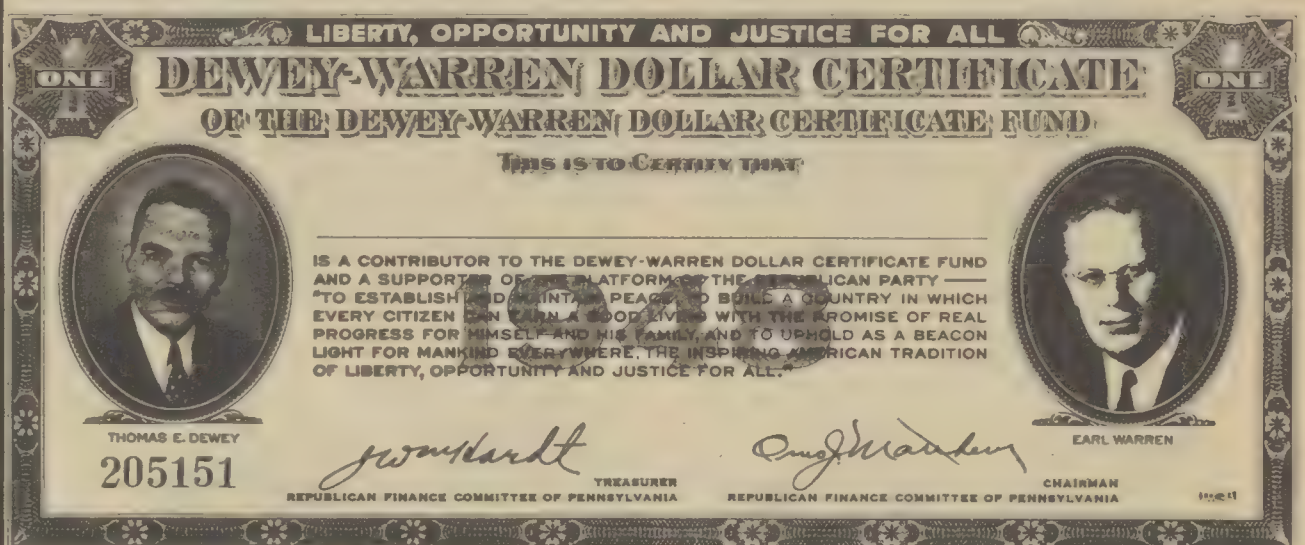 LIBERTY, OPPORTUNITY AND JUSTICE FOR ALL
ONE
ONE
DEWEY-WARREN DOLLAR CERTIFICATE
OF THE DEWEY-WARREN DOLLAR CERTIFICATE FUND
THIS IS TO CERTIFY THAT
IS A CONTRIBUTOR TO THE DEWEY-WARREN DOLLAR CERTIFICATE FUND
AND A SUPPORTER OF THE PLATFORM OF THE REPUBLICAN PARTY —
"TO ESTABLISH AND MAINTAIN PEACE, TO BUILD A COUNTRY IN WHICH
EVERY CITIZEN CAN EARN A GOOD LIVING WITH THE PROMISE OF REAL
PROGRESS FOR HIMSELF AND HIS FAMILY, AND TO UPHOLD AS A BEACON
LIGHT FOR MANKIND EVERYWHERE, THE INSPIRING AMERICAN TRADITION
OF LIBERTY, OPPORTUNITY AND JUSTICE FOR ALL."
1948
THOMAS E. DEWEY
205151
EARL WARREN
TREASURER
REPUBLICAN FINANCE COMMITTEE OF PENNSYLVANIA
CHAIRMAN
REPUBLICAN FINANCE COMMITTEE OF PENNSYLVANIA